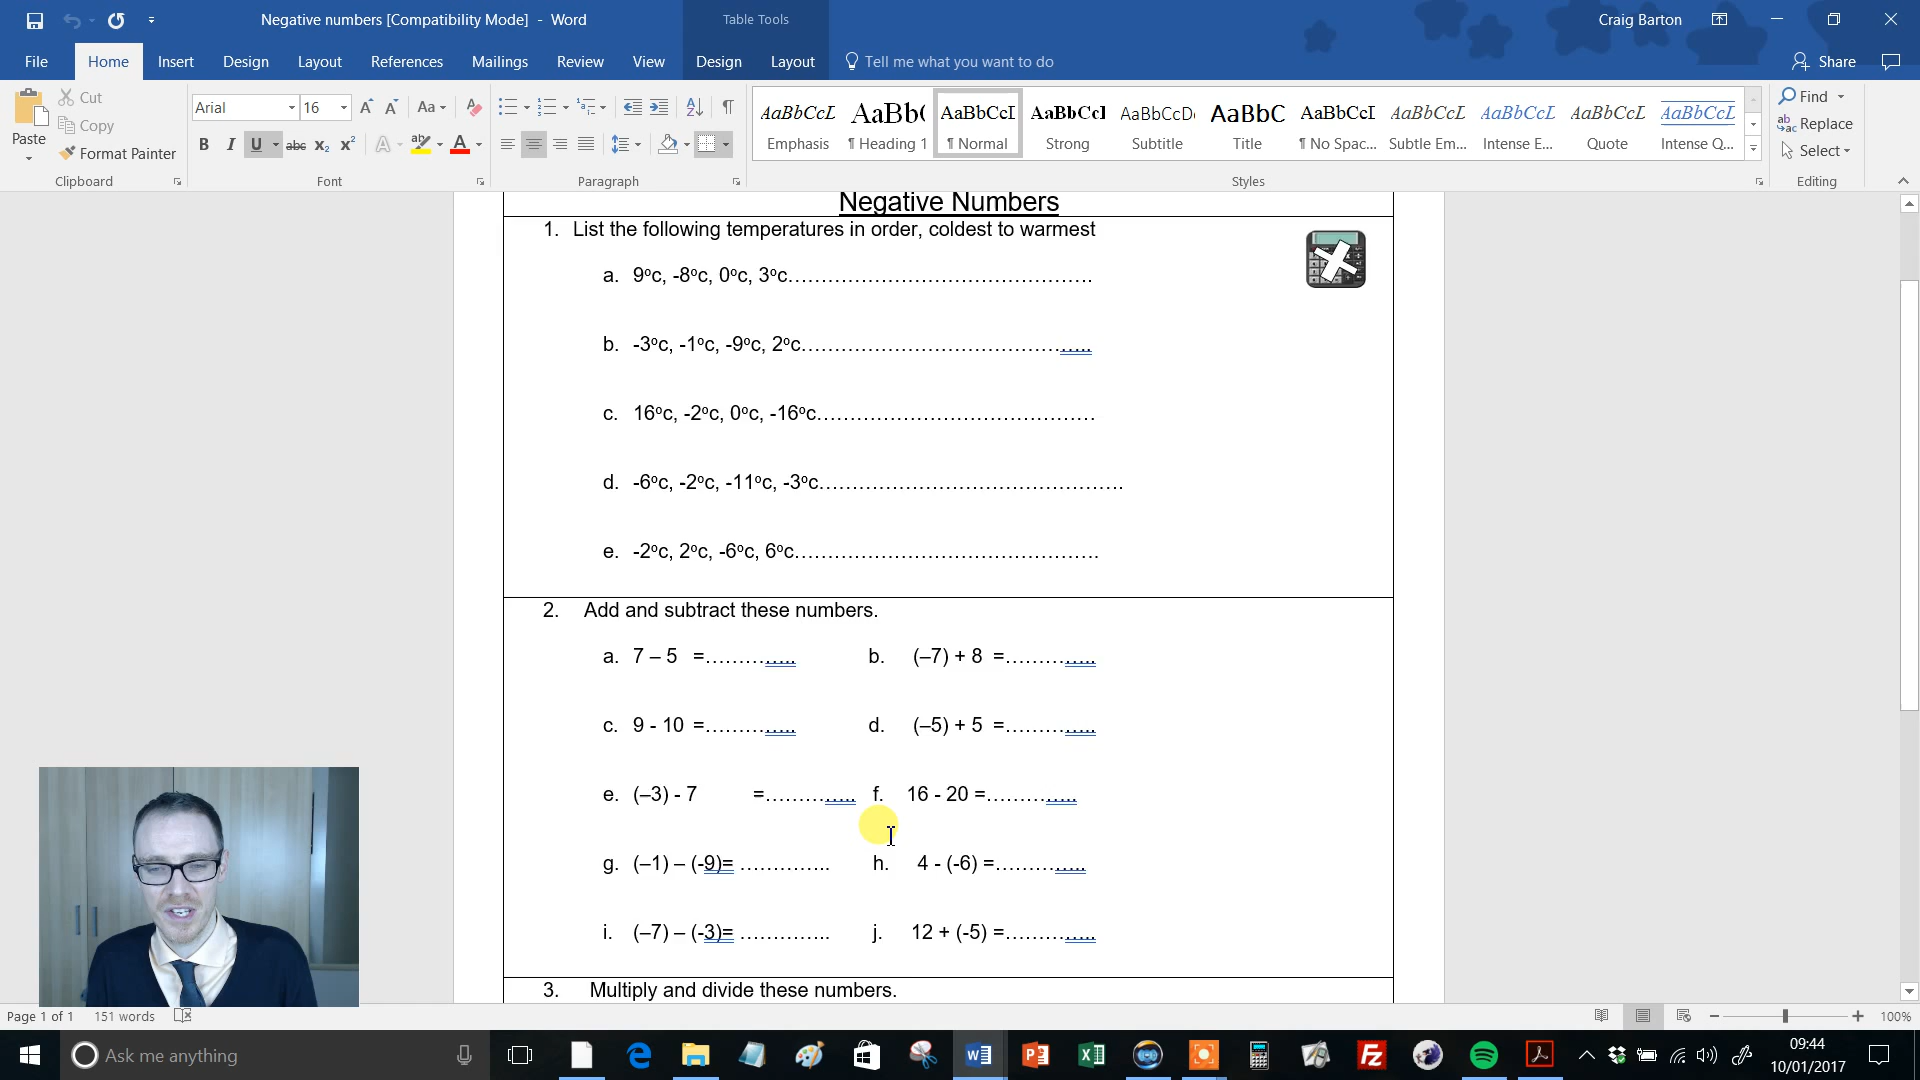 Negative numbers [Compatibility Mode] - Word
Table Tools
Craig Barton
File Home Insert Design Layout References Mailings Review View Design Layout Tell me what you want to do
Share
Paste
Cut
Copy
Format Painter
Clipboard
Arial 16
Aa
B I U abc x₂ x²
Font
Paragraph
AaBbCcL AaBb( AaBbCcI AaBbCcI AaBbCcDc AaBbC AaBbCcI AaBbCcL AaBbCcL AaBbCcL AaBbCcL
Emphasis ¶ Heading 1 ¶ Normal Strong Subtitle Title ¶ No Spac... Subtle Em... Intense E... Quote Intense Q...
Styles
Find
Replace
Select
Editing
Negative Numbers
1. List the following temperatures in order, coldest to warmest
a. 9ºc, -8ºc, 0ºc, 3ºc……………………………………………….
b. -3ºc, -1ºc, -9ºc, 2ºc……………………………………………..
c. 16ºc, -2ºc, 0ºc, -16ºc……………………………………………
d. -6ºc, -2ºc, -11ºc, -3ºc……………………………………………….
e. -2ºc, 2ºc, -6ºc, 6ºc……………………………………………….
2. Add and subtract these numbers.
a. 7 – 5 =…………..
b. (–7) + 8 =…………..
c. 9 - 10 =…………..
d. (–5) + 5 =…………..
e. (–3) - 7 =…………..
f. 16 - 20 =…………..
g. (–1) – (-9)= …………..
h. 4 - (-6) =…………..
i. (–7) – (-3)= …………..
j. 12 + (-5) =…………..
3. Multiply and divide these numbers.
Page 1 of 1 151 words
100%
Ask me anything
09:44
10/01/2017